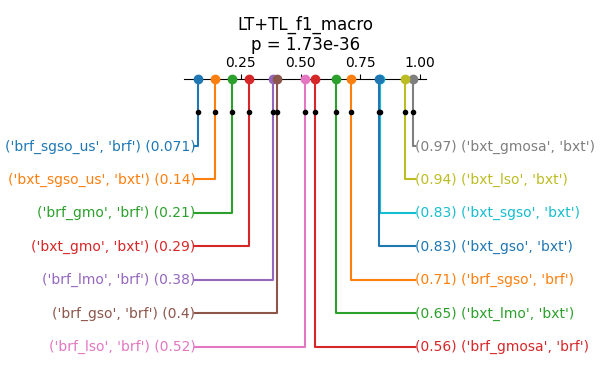 LT+TL_f1_macro
p = 1.73e-36
0.25 0.50 0.75 1.00
('brf_sgso_us', 'brf') (0.071)
(0.97) ('bxt_gmosa', 'bxt')
('bxt_sgso_us', 'bxt') (0.14)
(0.94) ('bxt_lso', 'bxt')
('brf_gmo', 'brf') (0.21)
(0.83) ('bxt_sgso', 'bxt')
('bxt_gmo', 'bxt') (0.29)
(0.83) ('bxt_gso', 'bxt')
('brf_lmo', 'brf') (0.38)
(0.71) ('brf_sgso', 'brf')
('brf_gso', 'brf') (0.4)
(0.65) ('bxt_lmo', 'bxt')
('brf_lso', 'brf') (0.52)
(0.56) ('brf_gmosa', 'brf')